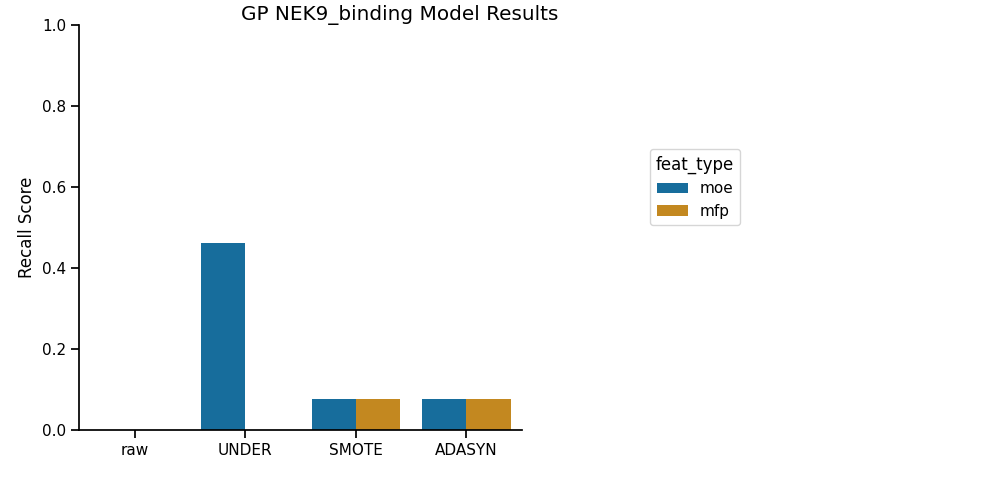 GP NEK9_binding Model Results
Recall Score
1.0
0.8
0.6
0.4
0.2
0.0
raw
UNDER
SMOTE
ADASYN
feat_type
moe
mfp